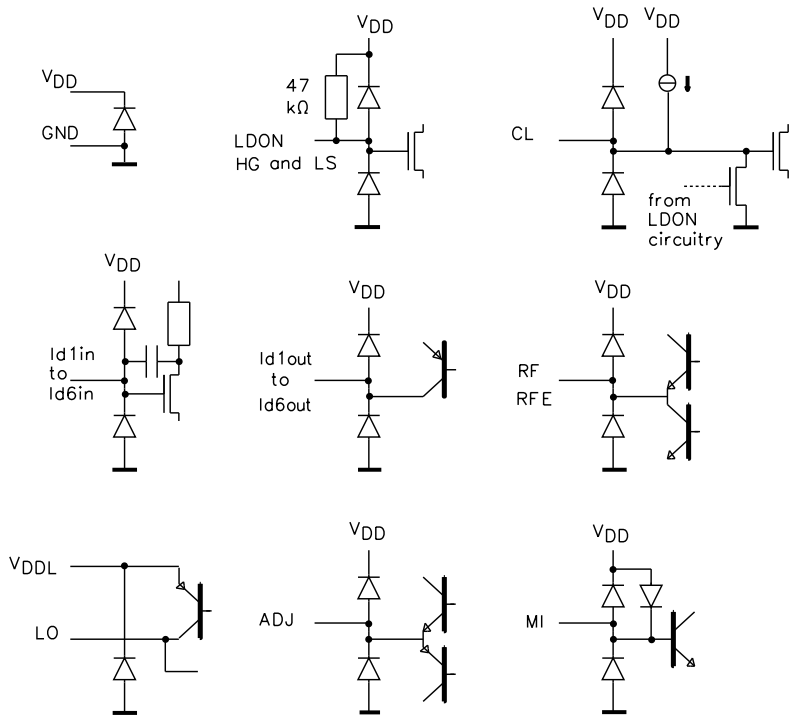 VDD
GND
VDD
47
kΩ
LDON
HG and LS
VDD
VDD
CL
from
LDON
circuitry
VDD
Id1in
to
Id6in
VDD
Id1out
to
Id6out
VDD
RF
RFE
VDDL
LO
VDD
ADJ
VDD
MI